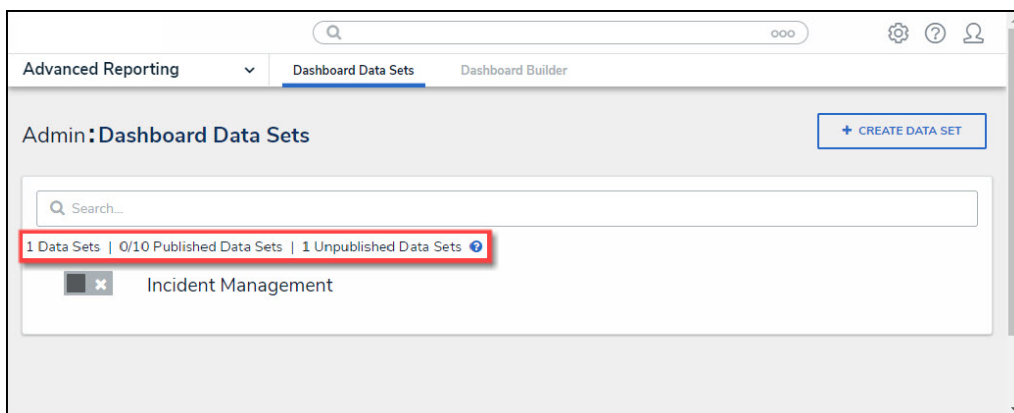 Advanced Reporting
Dashboard Data Sets
Dashboard Builder
Admin:Dashboard Data Sets
+ CREATE DATA SET
Search...
1 Data Sets | 0/10 Published Data Sets | 1 Unpublished Data Sets ?
Incident Management